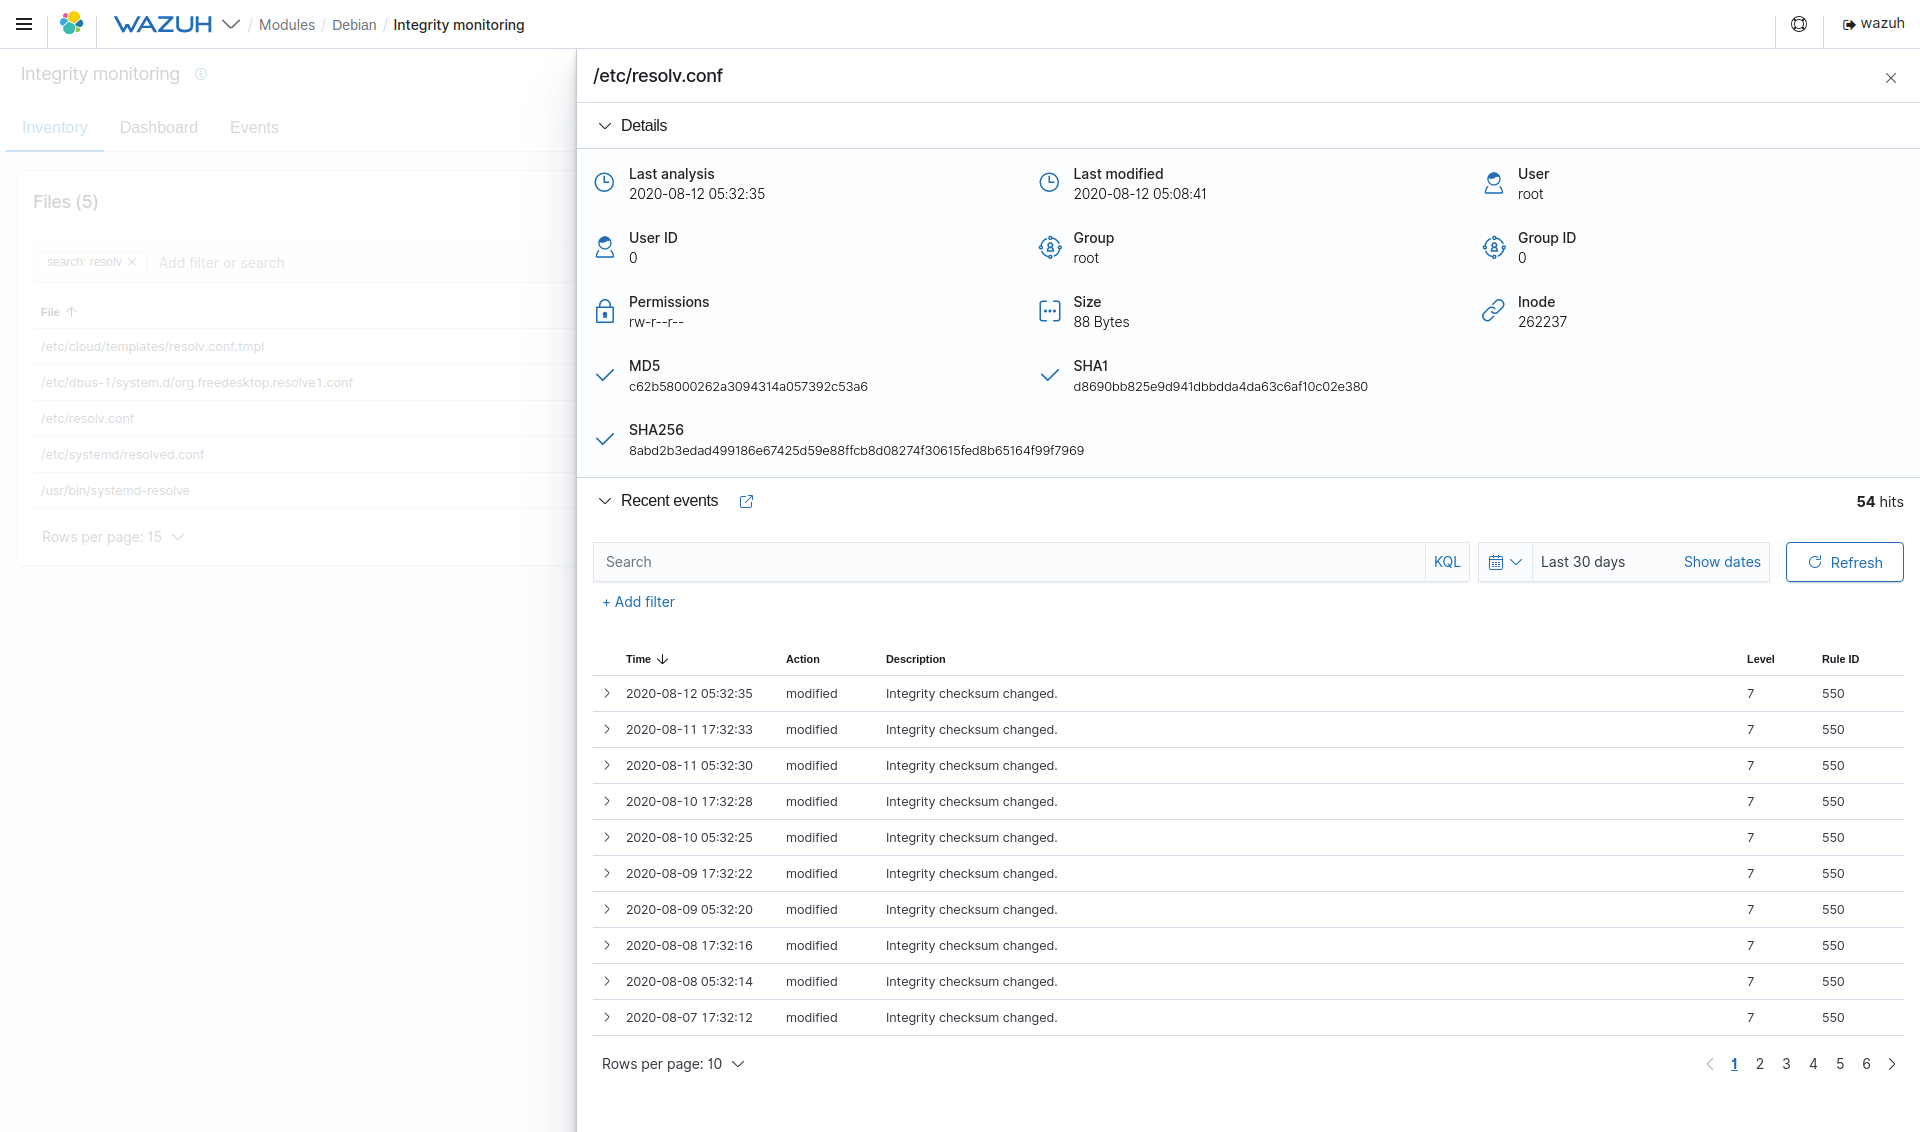 WAZUH / Modules / Debian / Integrity monitoring
wazuh
Integrity monitoring
Inventory Dashboard Events
Files (5)
search: resolv Add filter or search
File
/etc/cloud/templates/resolv.conf.tmpl
/etc/dbus-1/system.d/org.freedesktop.resolve1.conf
/etc/resolv.conf
/etc/systemd/resolved.conf
/usr/bin/systemd-resolve
Rows per page: 15
/etc/resolv.conf
Details
Last analysis Last modified User
2020-08-12 05:32:35 2020-08-12 05:08:41 root
User ID Group Group ID
0 root 0
Permissions Size Inode
rw-r--r-- 88 Bytes 262237
MD5 SHA1
c62b58000262a3094314a057392c53a6 d8690bb825e9d941dbbdda4da63c6af10c02e380
SHA256
8abd2b3edad499186e67425d59e88ffcb8d08274f30615fed8b65164f99f7969
Recent events 54 hits
Search KQL Last 30 days Show dates Refresh
+ Add filter
Time Action Description Level Rule ID
2020-08-12 05:32:35 modified Integrity checksum changed. 7 550
2020-08-11 17:32:33 modified Integrity checksum changed. 7 550
2020-08-11 05:32:30 modified Integrity checksum changed. 7 550
2020-08-10 17:32:28 modified Integrity checksum changed. 7 550
2020-08-10 05:32:25 modified Integrity checksum changed. 7 550
2020-08-09 17:32:22 modified Integrity checksum changed. 7 550
2020-08-09 05:32:20 modified Integrity checksum changed. 7 550
2020-08-08 17:32:16 modified Integrity checksum changed. 7 550
2020-08-08 05:32:14 modified Integrity checksum changed. 7 550
2020-08-07 17:32:12 modified Integrity checksum changed. 7 550
Rows per page: 10 1 2 3 4 5 6